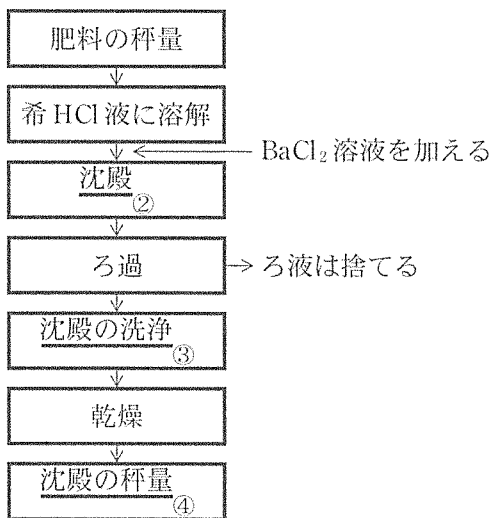 肥料の秤量
希 HCl 液に溶解
BaCl₂ 溶液を加える
沈殿
②
ろ過
ろ液は捨てる
沈殿の洗浄
③
乾燥
沈殿の秤量
④